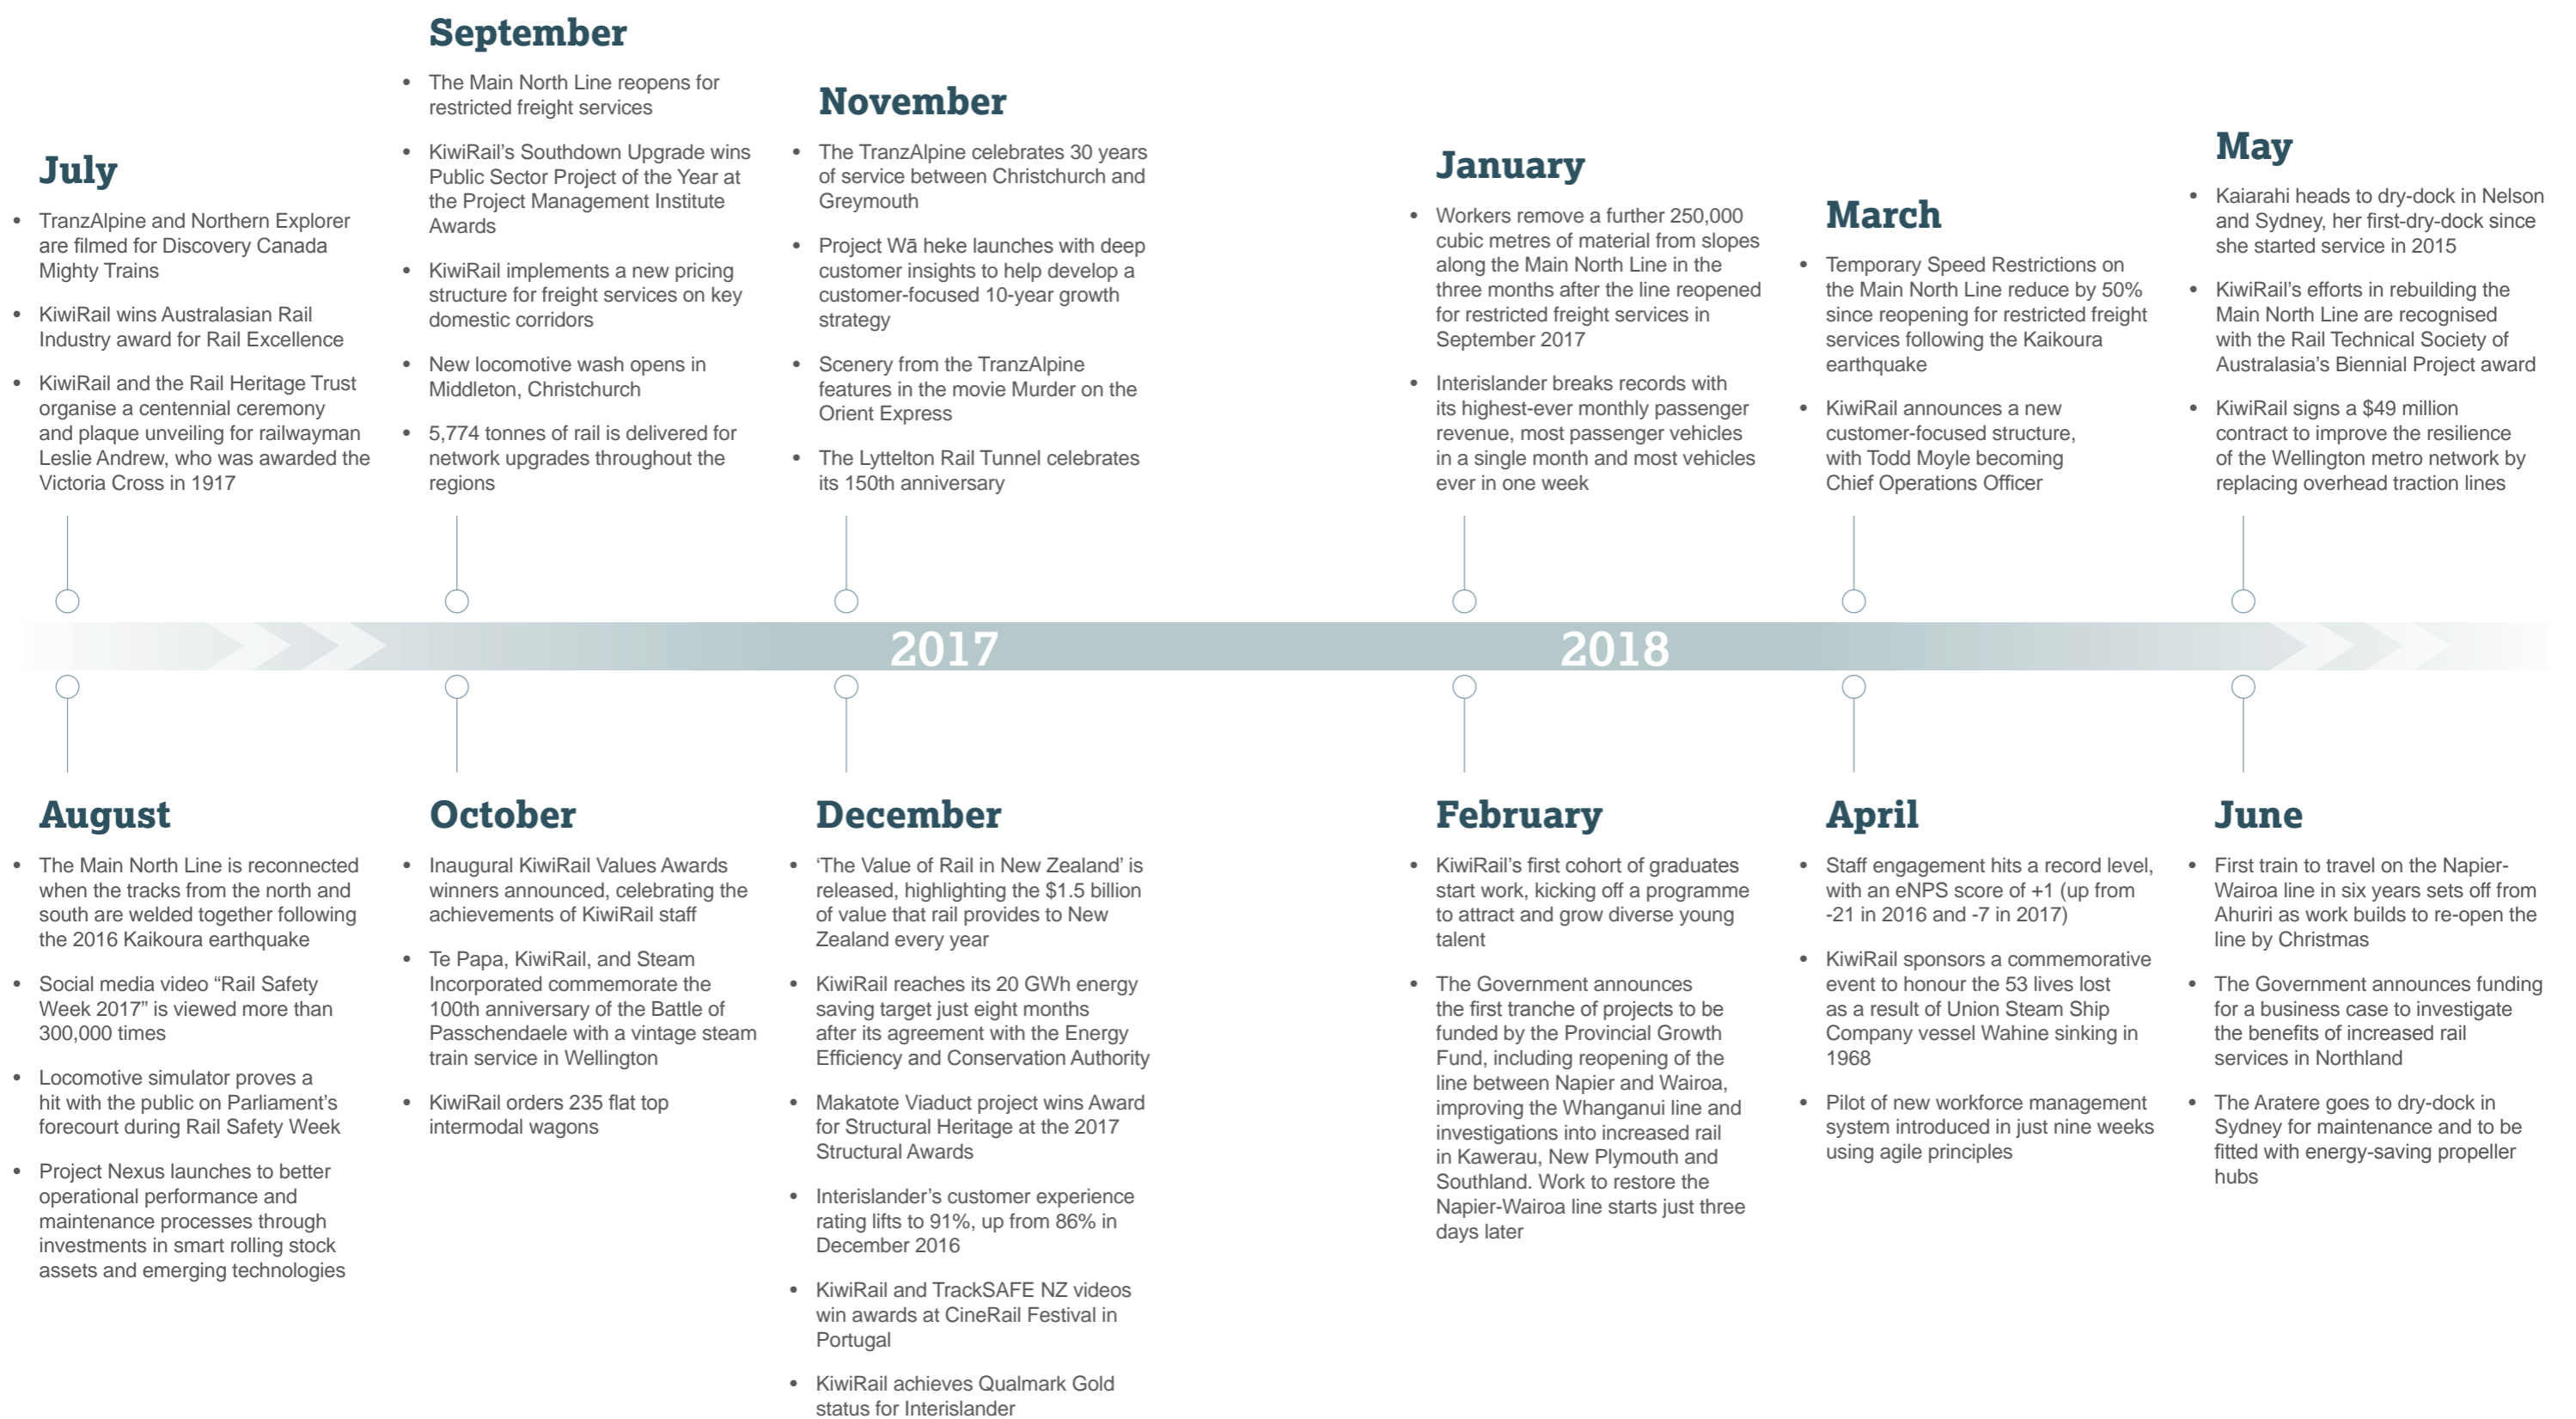 July
• TranzAlpine and Northern Explorer
are filmed for Discovery Canada
Mighty Trains
• KiwiRail wins Australasian Rail
Industry award for Rail Excellence
• KiwiRail and the Rail Heritage Trust
organise a centennial ceremony
and plaque unveiling for railwayman
Leslie Andrew, who was awarded the
Victoria Cross in 1917
September
• The Main North Line reopens for
restricted freight services
• KiwiRail's Southdown Upgrade wins
Public Sector Project of the Year at
the Project Management Institute
Awards
• KiwiRail implements a new pricing
structure for freight services on key
domestic corridors
• New locomotive wash opens in
Middleton, Christchurch
• 5,774 tonnes of rail is delivered for
network upgrades throughout the
regions
November
• The TranzAlpine celebrates 30 years
of service between Christchurch and
Greymouth
• Project Wā heke launches with deep
customer insights to help develop a
customer-focused 10-year growth
strategy
• Scenery from the TranzAlpine
features in the movie Murder on the
Orient Express
• The Lyttelton Rail Tunnel celebrates
its 150th anniversary
January
• Workers remove a further 250,000
cubic metres of material from slopes
along the Main North Line in the
three months after the line reopened
for restricted freight services in
September 2017
• Interislander breaks records with
its highest-ever monthly passenger
revenue, most passenger vehicles
in a single month and most vehicles
ever in one week
March
• Temporary Speed Restrictions on
the Main North Line reduce by 50%
since reopening for restricted freight
services following the Kaikoura
earthquake
• KiwiRail announces a new
customer-focused structure,
with Todd Moyle becoming
Chief Operations Officer
May
• Kaiarahi heads to dry-dock in Nelson
and Sydney, her first-dry-dock since
she started service in 2015
• KiwiRail's efforts in rebuilding the
Main North Line are recognised
with the Rail Technical Society of
Australasia's Biennial Project award
• KiwiRail signs a $49 million
contract to improve the resilience
of the Wellington metro network by
replacing overhead traction lines
2017
2018
August
• The Main North Line is reconnected
when the tracks from the north and
south are welded together following
the 2016 Kaikoura earthquake
• Social media video “Rail Safety
Week 2017” is viewed more than
300,000 times
• Locomotive simulator proves a
hit with the public on Parliament's
forecourt during Rail Safety Week
• Project Nexus launches to better
operational performance and
maintenance processes through
investments in smart rolling stock
assets and emerging technologies
October
• Inaugural KiwiRail Values Awards
winners announced, celebrating the
achievements of KiwiRail staff
• Te Papa, KiwiRail, and Steam
Incorporated commemorate the
100th anniversary of the Battle of
Passchendaele with a vintage steam
train service in Wellington
• KiwiRail orders 235 flat top
intermodal wagons
December
• ‘The Value of Rail in New Zealand’ is
released, highlighting the $1.5 billion
of value that rail provides to New
Zealand every year
• KiwiRail reaches its 20 GWh energy
saving target just eight months
after its agreement with the Energy
Efficiency and Conservation Authority
• Makatote Viaduct project wins Award
for Structural Heritage at the 2017
Structural Awards
• Interislander's customer experience
rating lifts to 91%, up from 86% in
December 2016
• KiwiRail and TrackSAFE NZ videos
win awards at CineRail Festival in
Portugal
• KiwiRail achieves Qualmark Gold
status for Interislander
February
• KiwiRail's first cohort of graduates
start work, kicking off a programme
to attract and grow diverse young
talent
• The Government announces
the first tranche of projects to be
funded by the Provincial Growth
Fund, including reopening of the
line between Napier and Wairoa,
improving the Whanganui line and
investigations into increased rail
in Kawerau, New Plymouth and
Southland. Work to restore the
Napier-Wairoa line starts just three
days later
April
• Staff engagement hits a record level,
with an eNPS score of +1 (up from
-21 in 2016 and -7 in 2017)
• KiwiRail sponsors a commemorative
event to honour the 53 lives lost
as a result of Union Steam Ship
Company vessel Wahine sinking in
1968
• Pilot of new workforce management
system introduced in just nine weeks
using agile principles
June
• First train to travel on the Napier-
Wairoa line in six years sets off from
Ahuriri as work builds to re-open the
line by Christmas
• The Government announces funding
for a business case to investigate
the benefits of increased rail
services in Northland
• The Aratere goes to dry-dock in
Sydney for maintenance and to be
fitted with energy-saving propeller
hubs